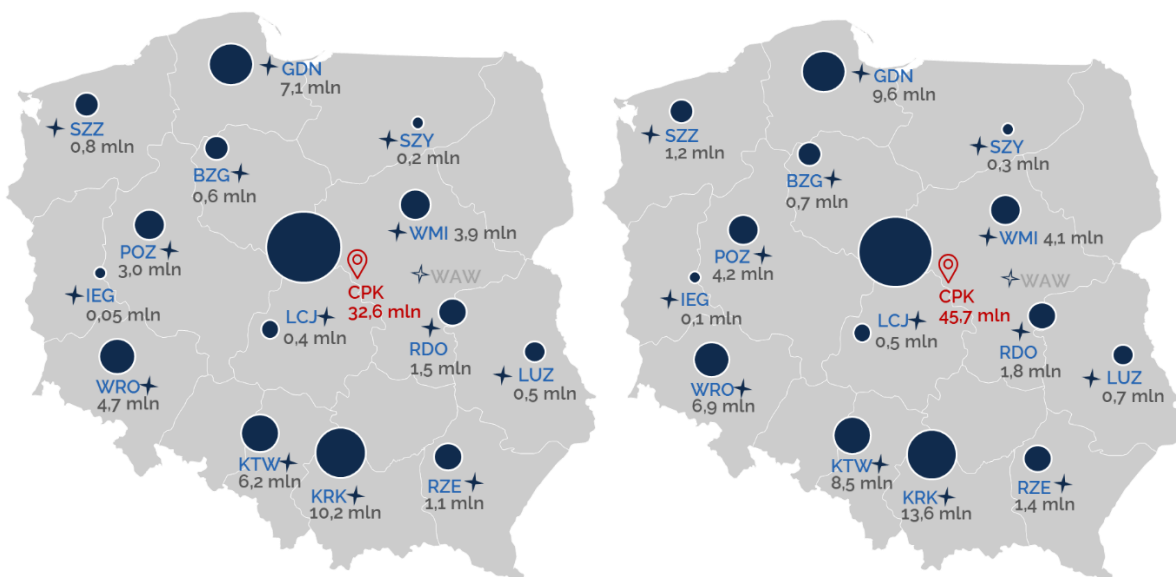 GDN
7,1 mln
SZZ
0,8 mln
SZY
0,2 mln
BZG
0,6 mln
WMI 3,9 mln
POZ
3,0 mln
WAW
CPK
32,6 mln
IEG
0,05 mln
LCJ
0,4 mln
RDO
1,5 mln
WRO
4,7 mln
LUZ
0,5 mln
KTW
6,2 mln
KRK
10,2 mln
RZE
1,1 mln
GDN
9,6 mln
SZZ
1,2 mln
SZY
0,3 mln
BZG
0,7 mln
WMI 4,1 mln
POZ
4,2 mln
WAW
CPK
45,7 mln
IEG
0,1 mln
LCJ
0,5 mln
RDO
1,8 mln
WRO
6,9 mln
LUZ
0,7 mln
KTW
8,5 mln
KRK
13,6 mln
RZE
1,4 mln